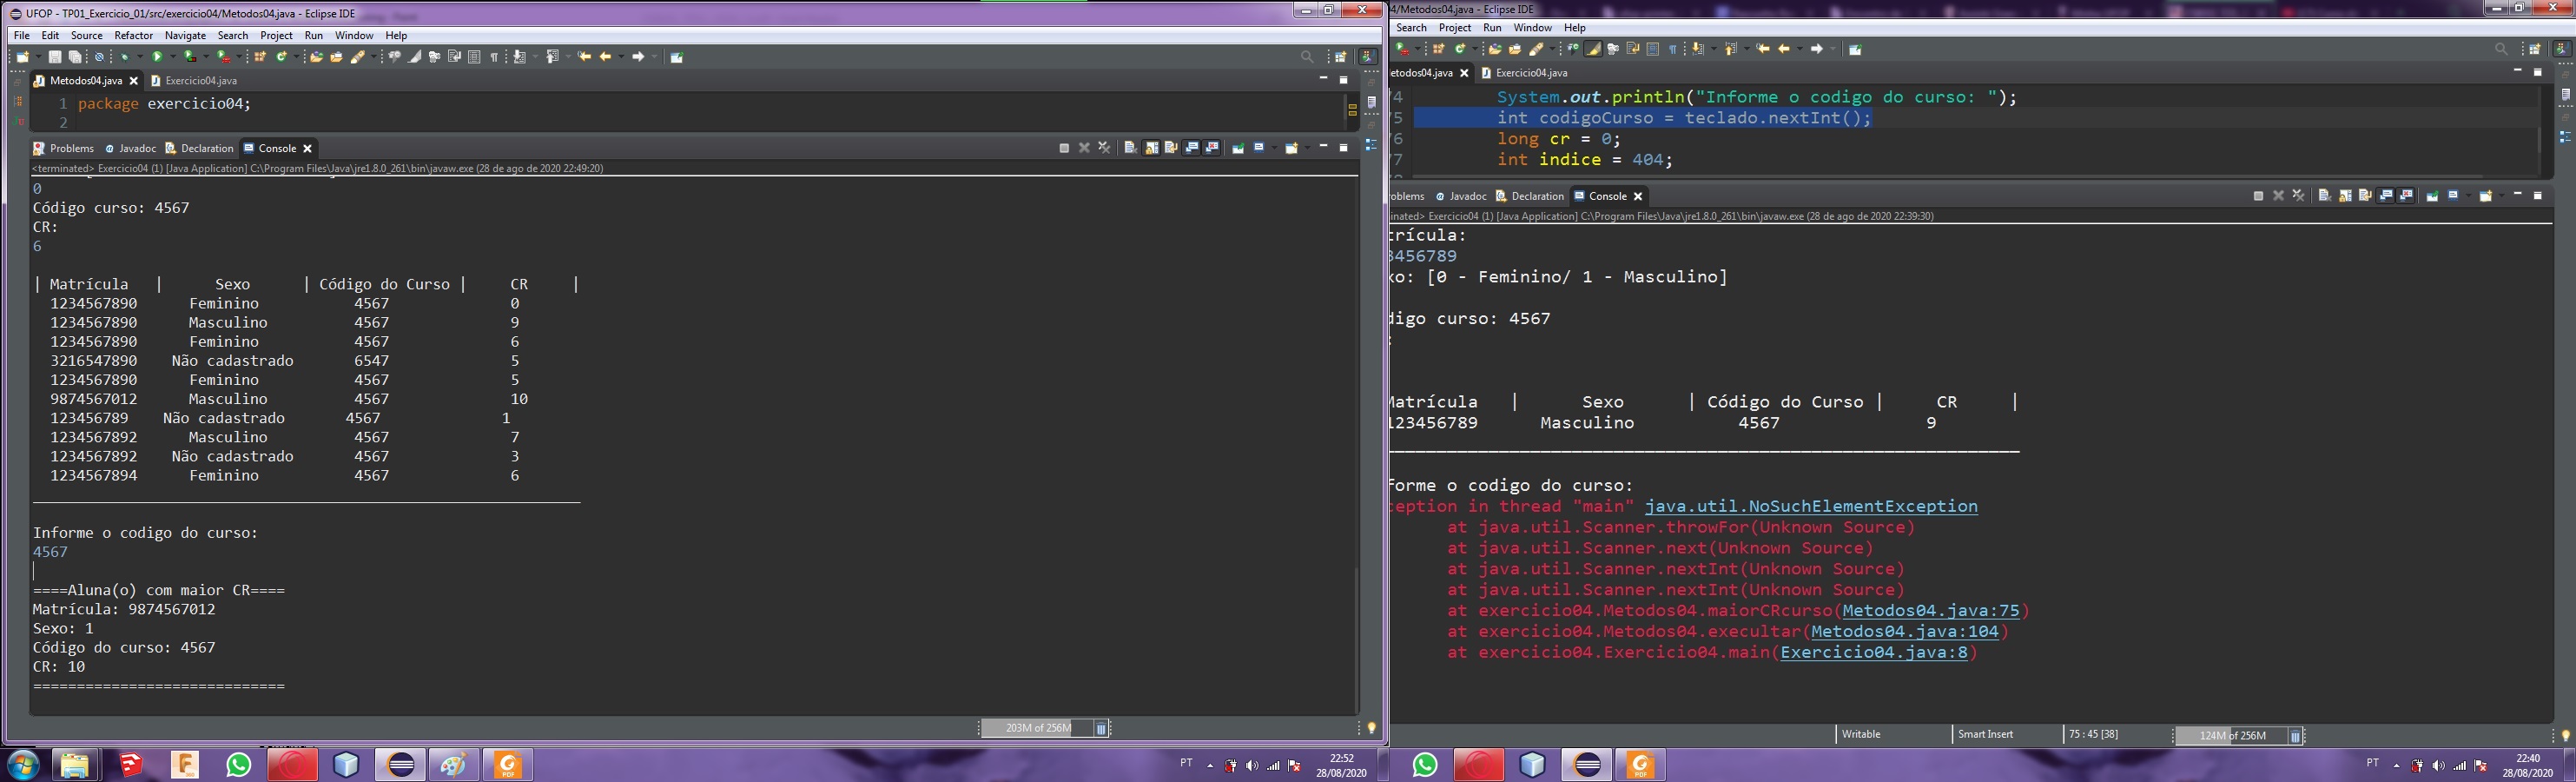 UFOP - TP01_Exercicio_01/src/exercicio04/Metodos04.java - Eclipse IDE
File Edit Source Refactor Navigate Search Project Run Window Help
Metodos04.java Exercicio04.java
1 package exercicio04;
2
Problems Javadoc Declaration Console
<terminated> Exercicio04 (1) [Java Application] C:\Program Files\Java\jre1.8.0_261\bin\javaw.exe (28 de ago de 2020 22:49:20)
0
Código curso: 4567
CR:
6
| Matrícula | Sexo | Código do Curso | CR |
1234567890 Feminino 4567 0
1234567890 Masculino 4567 9
1234567890 Feminino 4567 6
3216547890 Não cadastrado 6547 5
1234567890 Feminino 4567 5
9874567012 Masculino 4567 10
123456789 Não cadastrado 4567 1
1234567892 Masculino 4567 7
1234567892 Não cadastrado 4567 3
1234567894 Feminino 4567 6
Informe o codigo do curso:
4567
====Aluna(o) com maior CR====
Matrícula: 9874567012
Sexo: 1
Código do curso: 4567
CR: 10
=============================
203M of 256M
PT 22:52
28/08/2020
4/Metodos04.java - Eclipse IDE
Search Project Run Window Help
etodos04.java Exercicio04.java
74 System.out.println("Informe o codigo do curso: ");
75 int codigoCurso = teclado.nextInt();
76 long cr = 0;
77 int indice = 404;
oblems Javadoc Declaration Console
inated> Exercicio04 (1) [Java Application] C:\Program Files\Java\jre1.8.0_261\bin\javaw.exe (28 de ago de 2020 22:39:30)
trícula:
3456789
xo: [0 - Feminino/ 1 - Masculino]
digo curso: 4567
:
Matrícula | Sexo | Código do Curso | CR |
123456789 Masculino 4567 9
forme o codigo do curso:
ception in thread "main" java.util.NoSuchElementException
at java.util.Scanner.throwFor(Unknown Source)
at java.util.Scanner.next(Unknown Source)
at java.util.Scanner.nextInt(Unknown Source)
at java.util.Scanner.nextInt(Unknown Source)
at exercicio04.Metodos04.maiorCRcurso(Metodos04.java:75)
at exercicio04.Metodos04.execultar(Metodos04.java:104)
at exercicio04.Exercicio04.main(Exercicio04.java:8)
Writable Smart Insert 75 : 45 [38] 124M of 256M
PT 22:40
28/08/2020